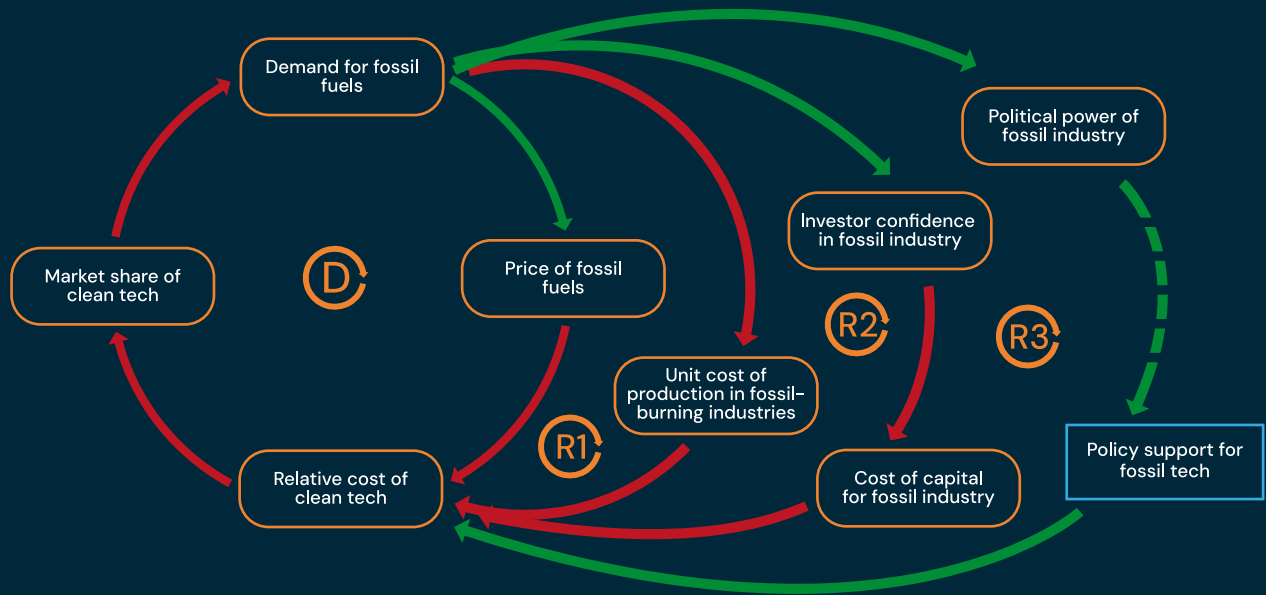 Demand for fossil
fuels
Political power of
fossil industry
Investor confidence
in fossil industry
Market share of
clean tech
D
Price of fossil
fuels
R2
R3
Unit cost of
production in fossil-
burning industries
R1
Relative cost of
clean tech
Cost of capital
for fossil industry
Policy support for
fossil tech